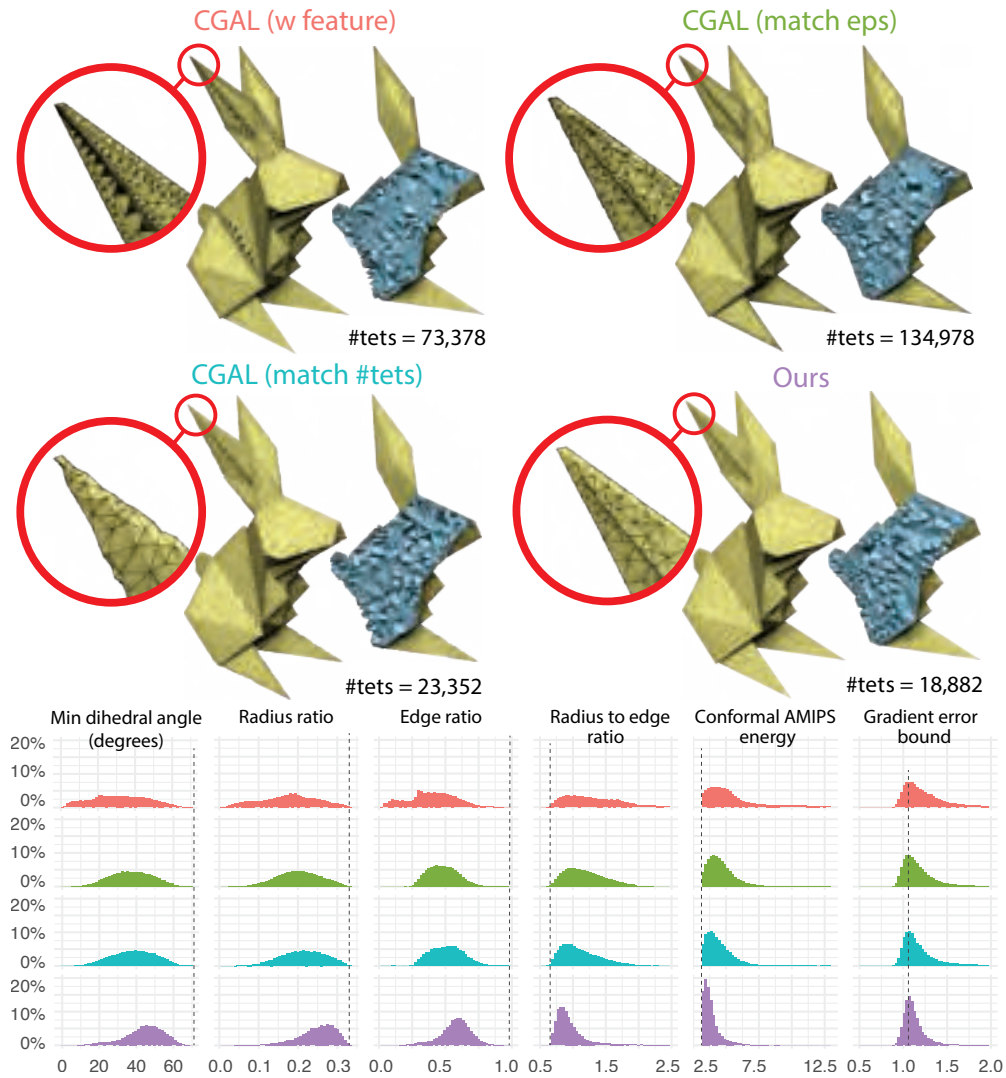 CGAL (w feature)
CGAL (match eps)
#tets = 73,378
#tets = 134,978
CGAL (match #tets)
Ours
#tets = 23,352
#tets = 18,882
Min dihedral angle
(degrees)
Radius ratio
Edge ratio
Radius to edge
ratio
Conformal AMIPS
energy
Gradient error
bound
20%
10%
0%
20%
10%
0%
20%
10%
0%
20%
10%
0%
0 20 40 60
0.0 0.1 0.2 0.3
0.0 0.5 1.0
0.5 1.5 2.5
2.5 7.5 12.5
0.5 1.0 1.5 2.0